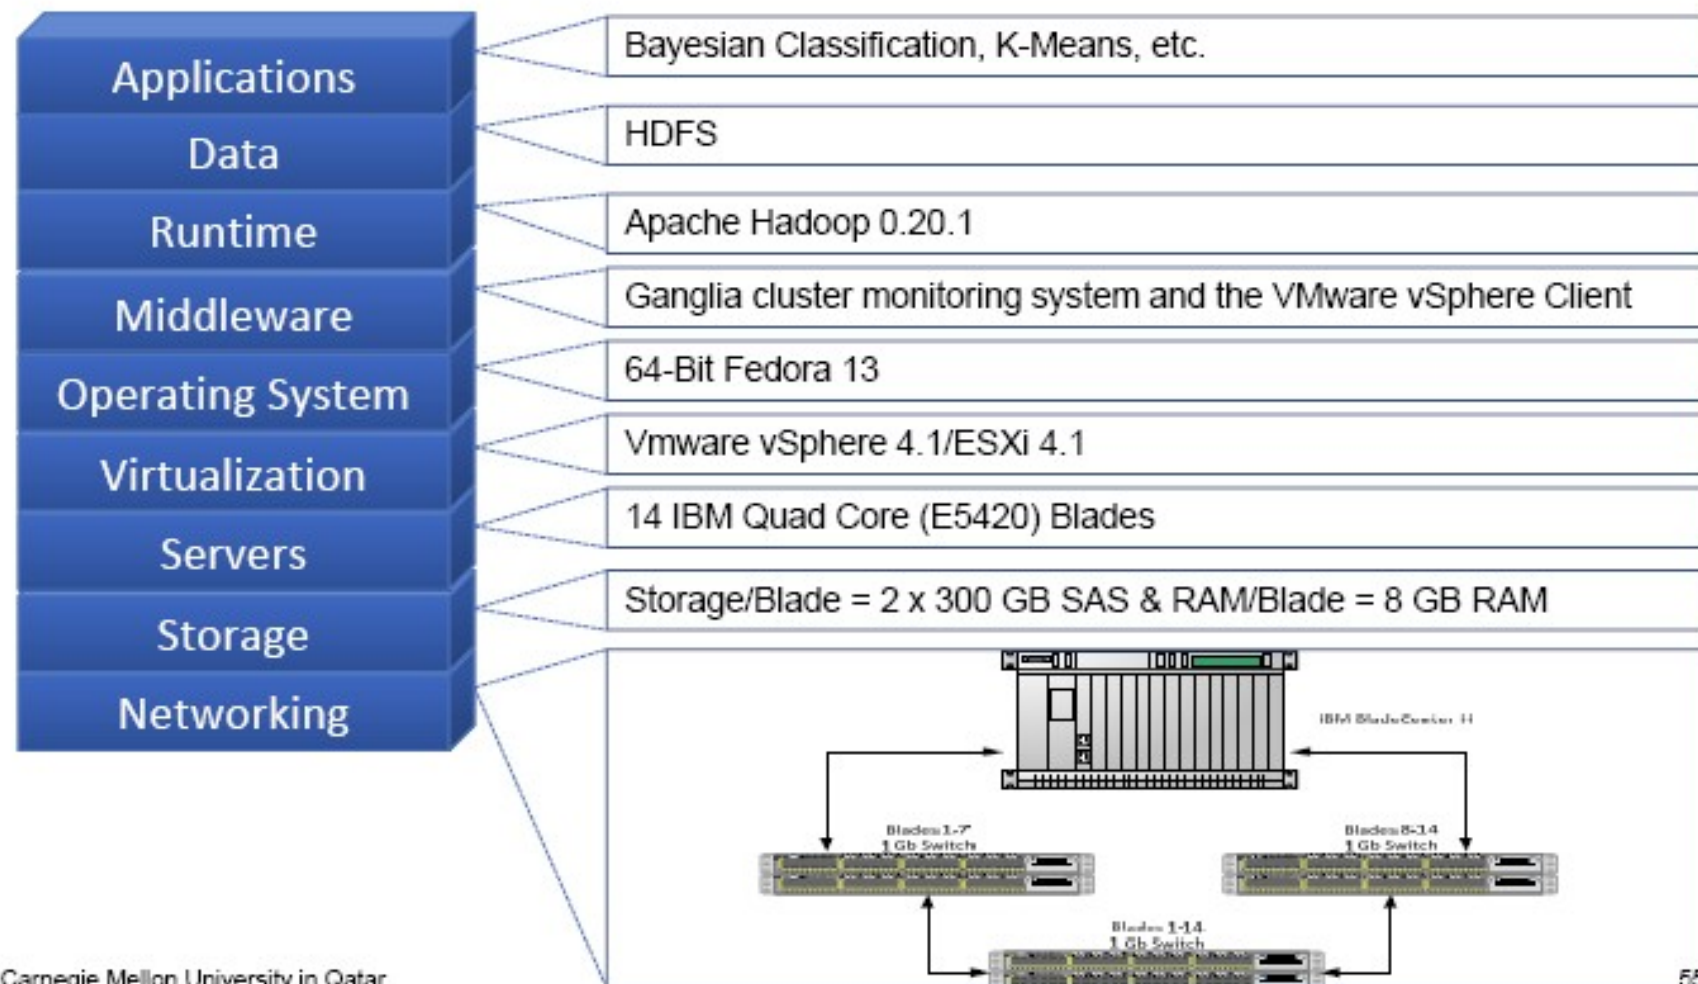 Applications
Bayesian Classification, K-Means, etc.
Data
HDFS
Runtime
Apache Hadoop 0.20.1
Middleware
Ganglia cluster monitoring system and the VMware vSphere Client
Operating System
64-Bit Fedora 13
Virtualization
Vmware vSphere 4.1/ESXi 4.1
Servers
14 IBM Quad Core (E5420) Blades
Storage
Storage/Blade = 2 x 300 GB SAS & RAM/Blade = 8 GB RAM
Networking
IBM BladeCenter H
Blades 1-7
1 Gb Switch
Blades 8-14
1 Gb Switch
Blades 1-14
1 Gb Switch
Carnegie Mellon University in Qatar